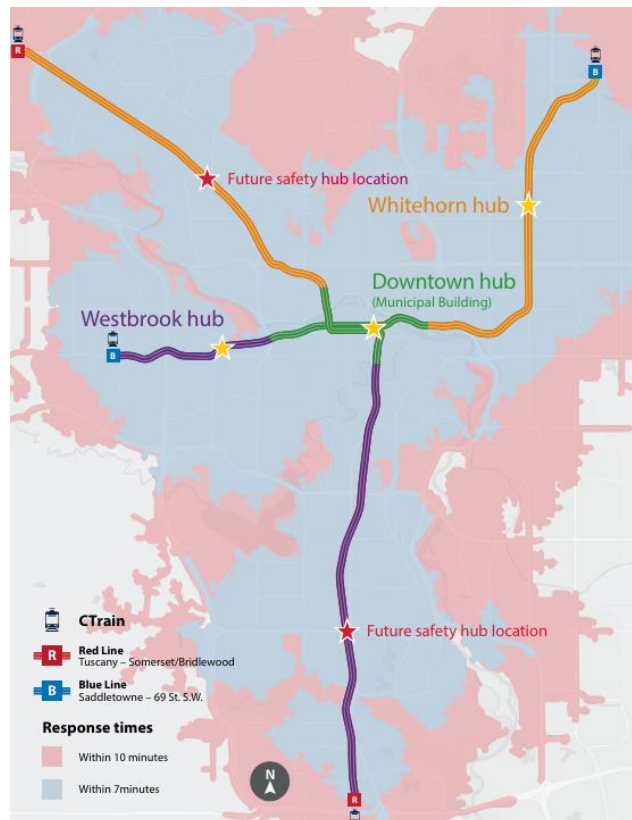 R
B
Future safety hub location
Whitehorn hub
Downtown hub
(Municipal Building)
Westbrook hub
B
Future safety hub location
CTrain
R
Red Line
Tuscany – Somerset/Bridlewood
B
Blue Line
Saddletowne – 69 St. S.W.
Response times
Within 10 minutes
Within 7minutes
N
R